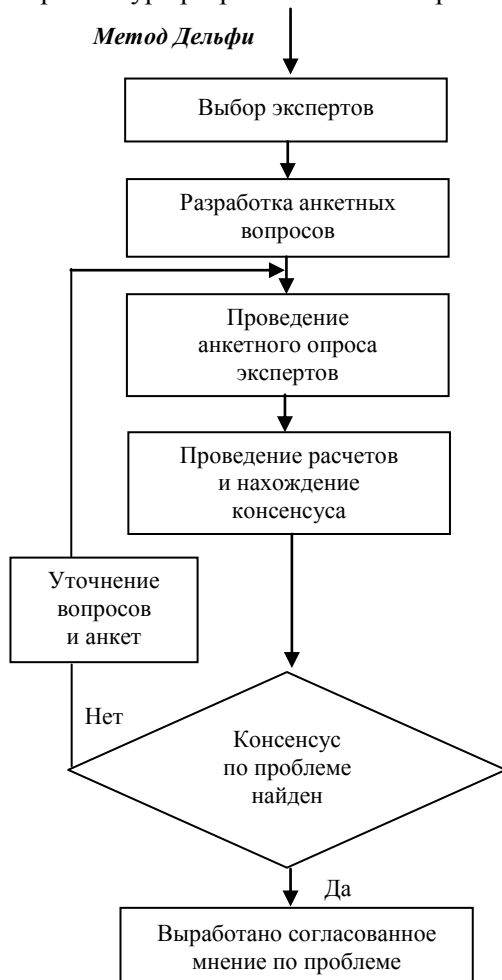 Метод Дельфи
Выбор экспертов
Разработка анкетных
вопросов
Проведение
анкетного опроса
экспертов
Проведение расчетов
и нахождение
консенсуса
Уточнение
вопросов
и анкет
Нет
Консенсус
по проблеме
найден
Да
Выработано согласованное
мнение по проблеме